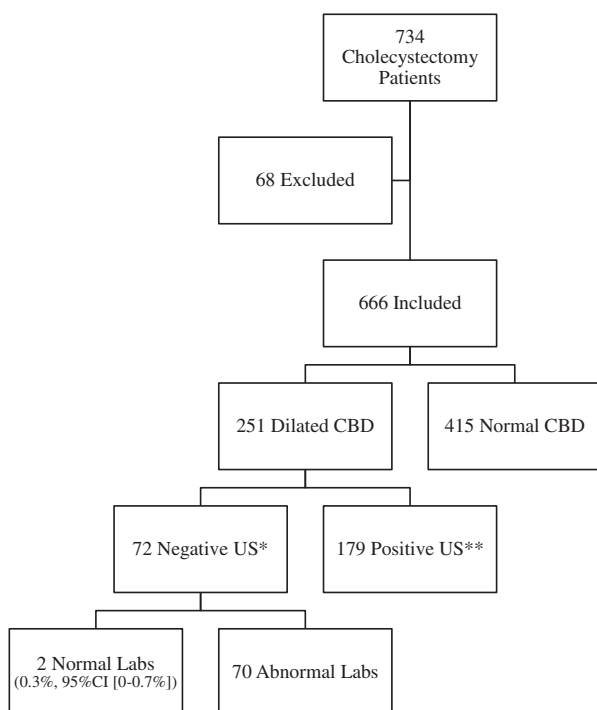 734
Cholecystectomy
Patients
68 Excluded
666 Included
251 Dilated CBD
415 Normal CBD
72 Negative US*
179 Positive US**
2 Normal Labs
(0.3%, 95%CI [0-0.7%])
70 Abnormal Labs